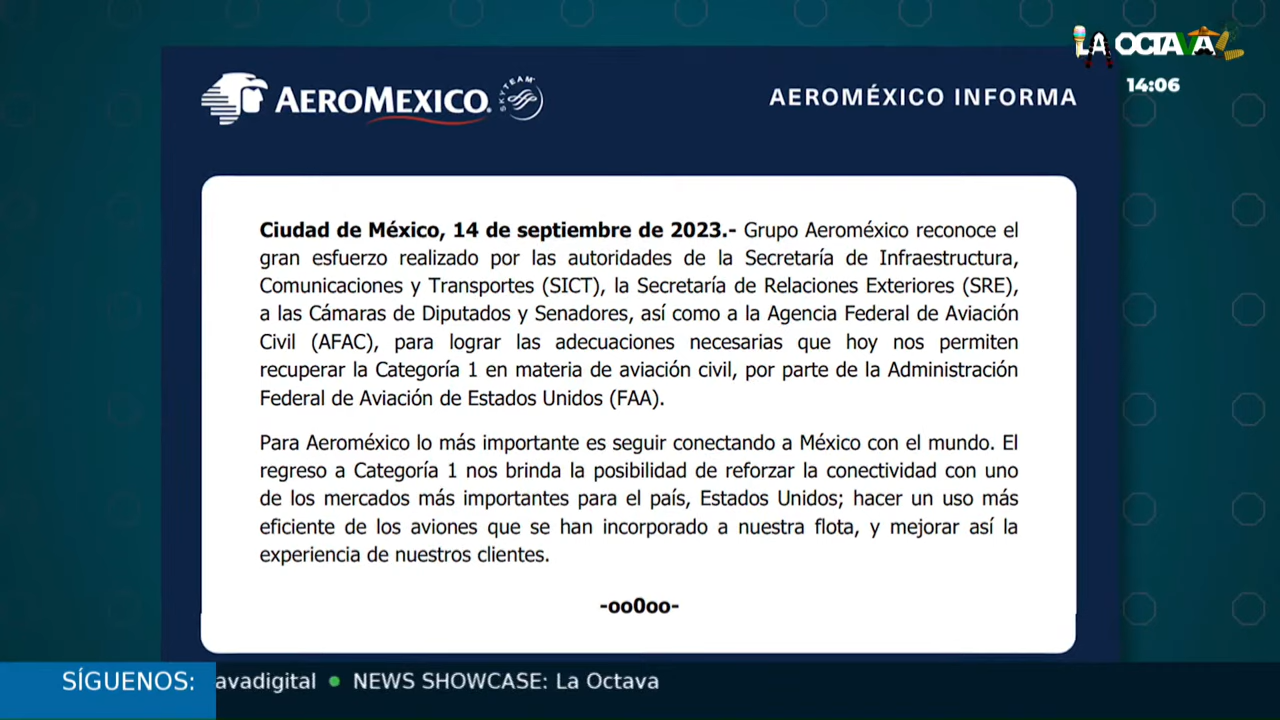 LA OCTAVA
14:06
AEROMEXICO.
SKYTEAM
AEROMÉXICO INFORMA
Ciudad de México, 14 de septiembre de 2023.- Grupo Aeroméxico reconoce el
gran esfuerzo realizado por las autoridades de la Secretaría de Infraestructura,
Comunicaciones y Transportes (SICT), la Secretaría de Relaciones Exteriores (SRE),
a las Cámaras de Diputados y Senadores, así como a la Agencia Federal de Aviación
Civil (AFAC), para lograr las adecuaciones necesarias que hoy nos permiten
recuperar la Categoría 1 en materia de aviación civil, por parte de la Administración
Federal de Aviación de Estados Unidos (FAA).
Para Aeroméxico lo más importante es seguir conectando a México con el mundo. El
regreso a Categoría 1 nos brinda la posibilidad de reforzar la conectividad con uno
de los mercados más importantes para el país, Estados Unidos; hacer un uso más
eficiente de los aviones que se han incorporado a nuestra flota, y mejorar así la
experiencia de nuestros clientes.
-oo0oo-
SÍGUENOS: avadigital • NEWS SHOWCASE: La Octava